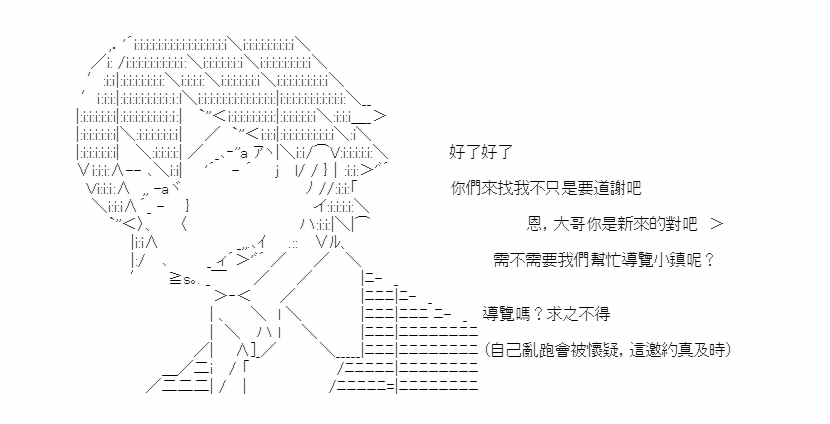 好了好了
你們來找我不只是要道謝吧
恩，大哥你是新來的對吧　＞
需不需要我們幫忙導覽小鎮呢？
導覽嗎？求之不得
(自己亂跑會被懷疑，這邀約真及時)